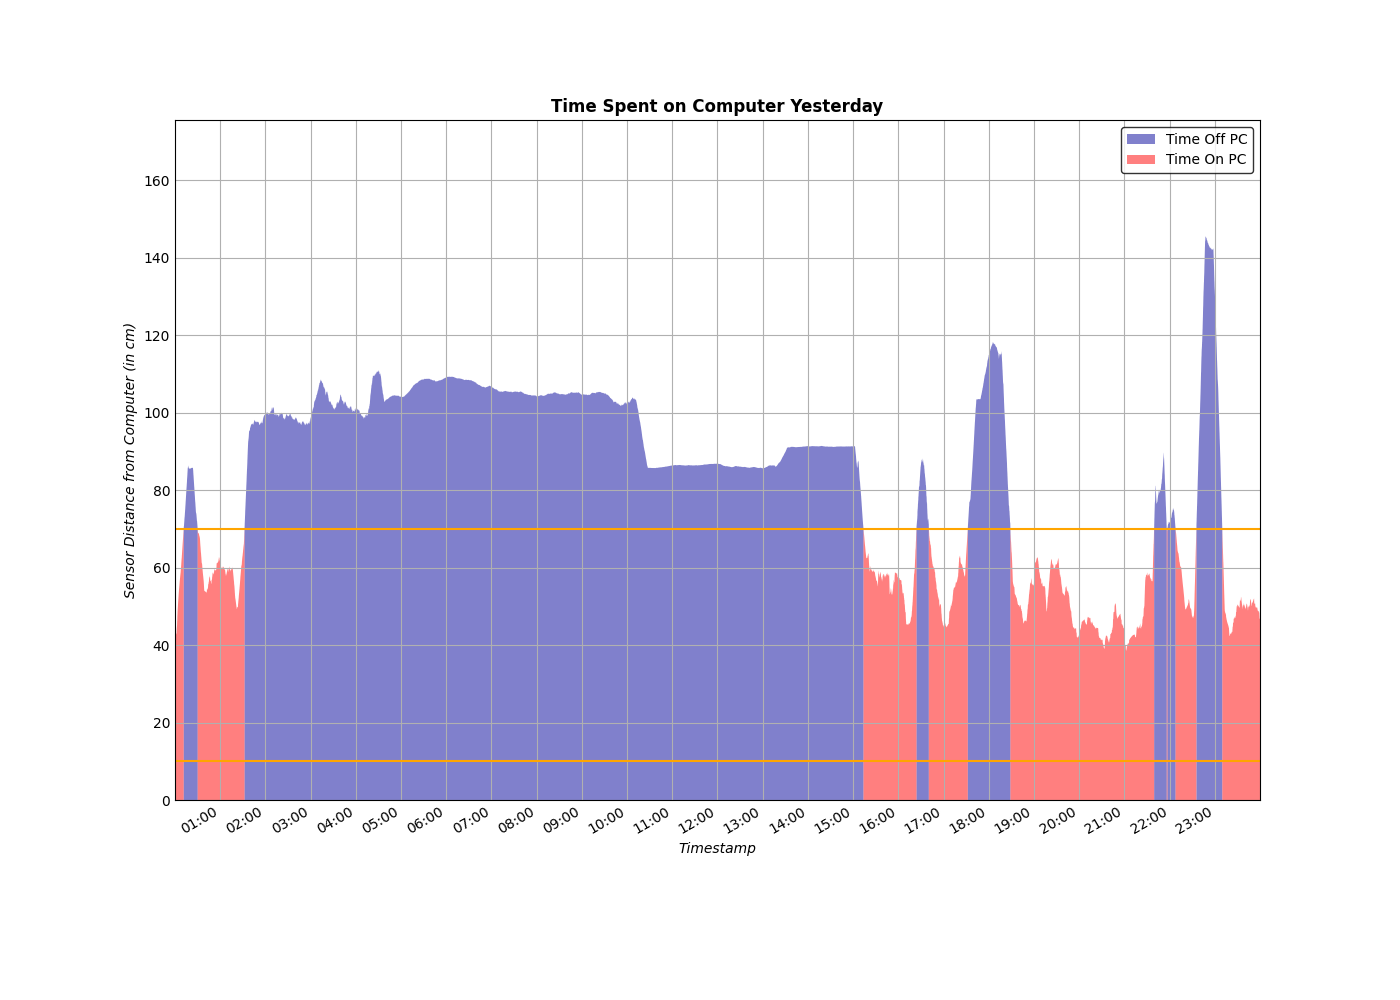 Time Spent on Computer Yesterday
Time Off PC
Time On PC
160
140
120
100
80
60
40
20
0
Sensor Distance from Computer (in cm)
01:00 02:00 03:00 04:00 05:00 06:00 07:00 08:00 09:00 10:00 11:00 12:00 13:00 14:00 15:00 16:00 17:00 18:00 19:00 20:00 21:00 22:00 23:00
Timestamp